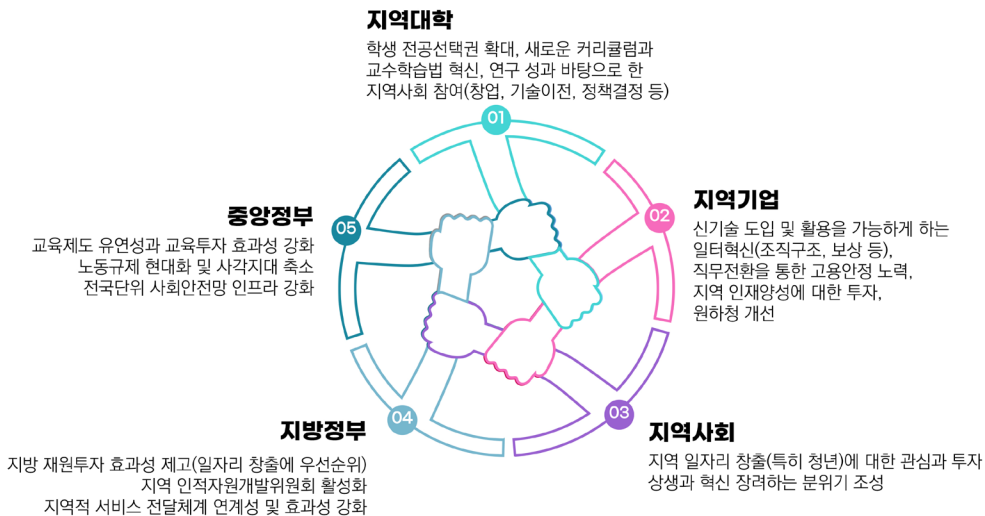 지역대학
학생 전공선택권 확대, 새로운 커리큘럼과
교수학습법 혁신, 연구 성과 바탕으로 한
지역사회 참여(창업, 기술이전, 정책결정 등)
01
지역기업
02
신기술 도입 및 활용을 가능하게 하는
일터혁신(조직구조, 보상 등),
직무전환을 통한 고용안정 노력,
지역 인재양성에 대한 투자,
원하청 개선
03
지역사회
지역 일자리 창출(특히 청년)에 대한 관심과 투자
상생과 혁신 장려하는 분위기 조성
04
지방정부
지방 재원투자 효과성 제고(일자리 창출에 우선순위)
지역 인적자원개발위원회 활성화
지역적 서비스 전달체계 연계성 및 효과성 강화
중앙정부
05
교육제도 유연성과 교육투자 효과성 강화
노동규제 현대화 및 사각지대 축소
전국단위 사회안전망 인프라 강화